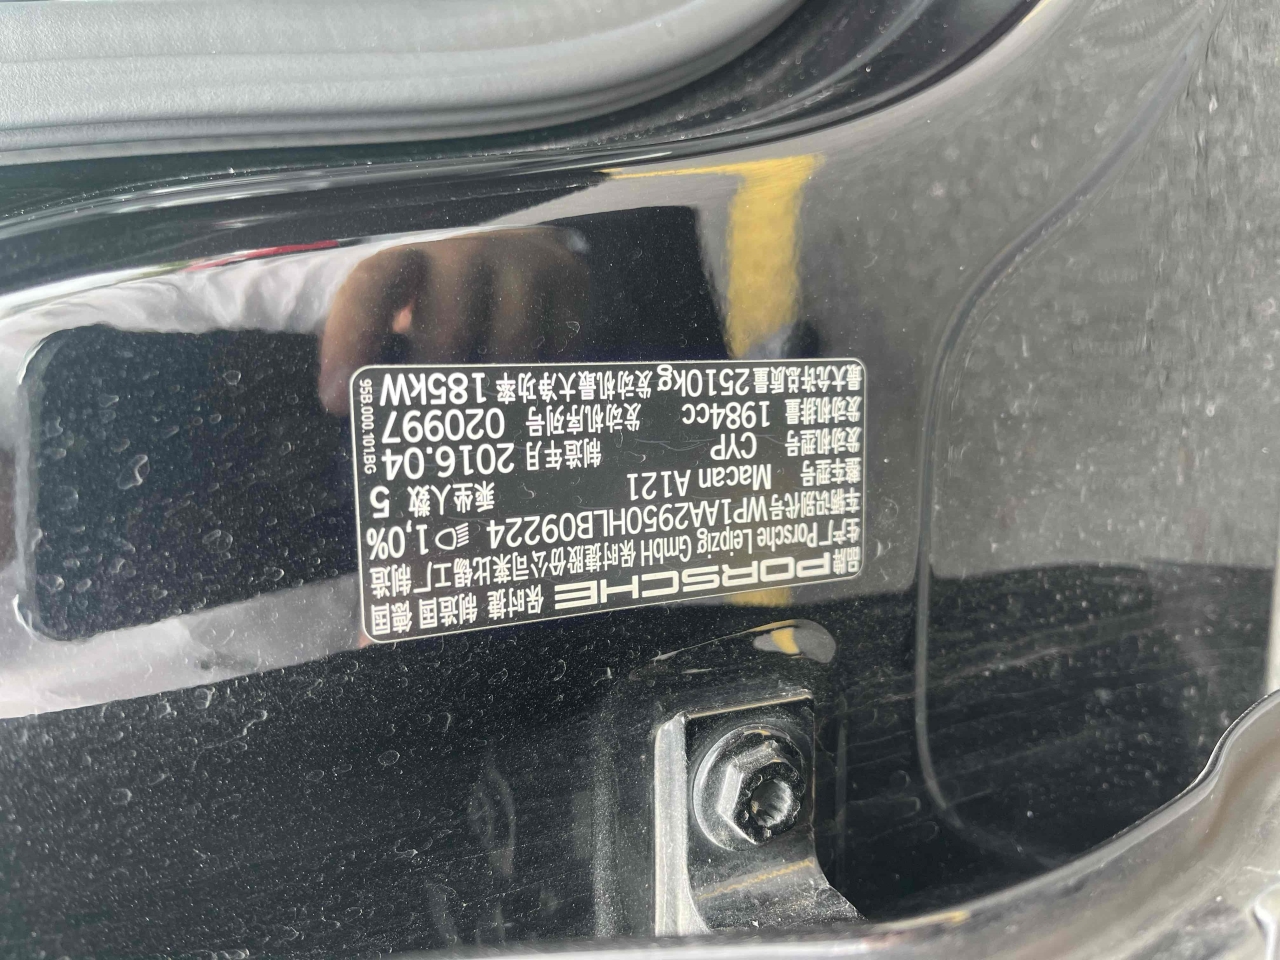 品牌 PORSCHE 保时捷 制造国 德国
生产厂 Porsche Leipzig GmbH 保时捷股份公司莱比锡工厂制造
车辆识别代号 WP1AA2950HLB09224 1,0%
整车型号 Macan A121 乘坐人数 5
发动机型号 CYP 制造年月 2016.04
发动机排量 1984cc 发动机序列号 020997
最大允许总质量 2510kg 发动机最大净功率 185kW
95B.000.101.BG